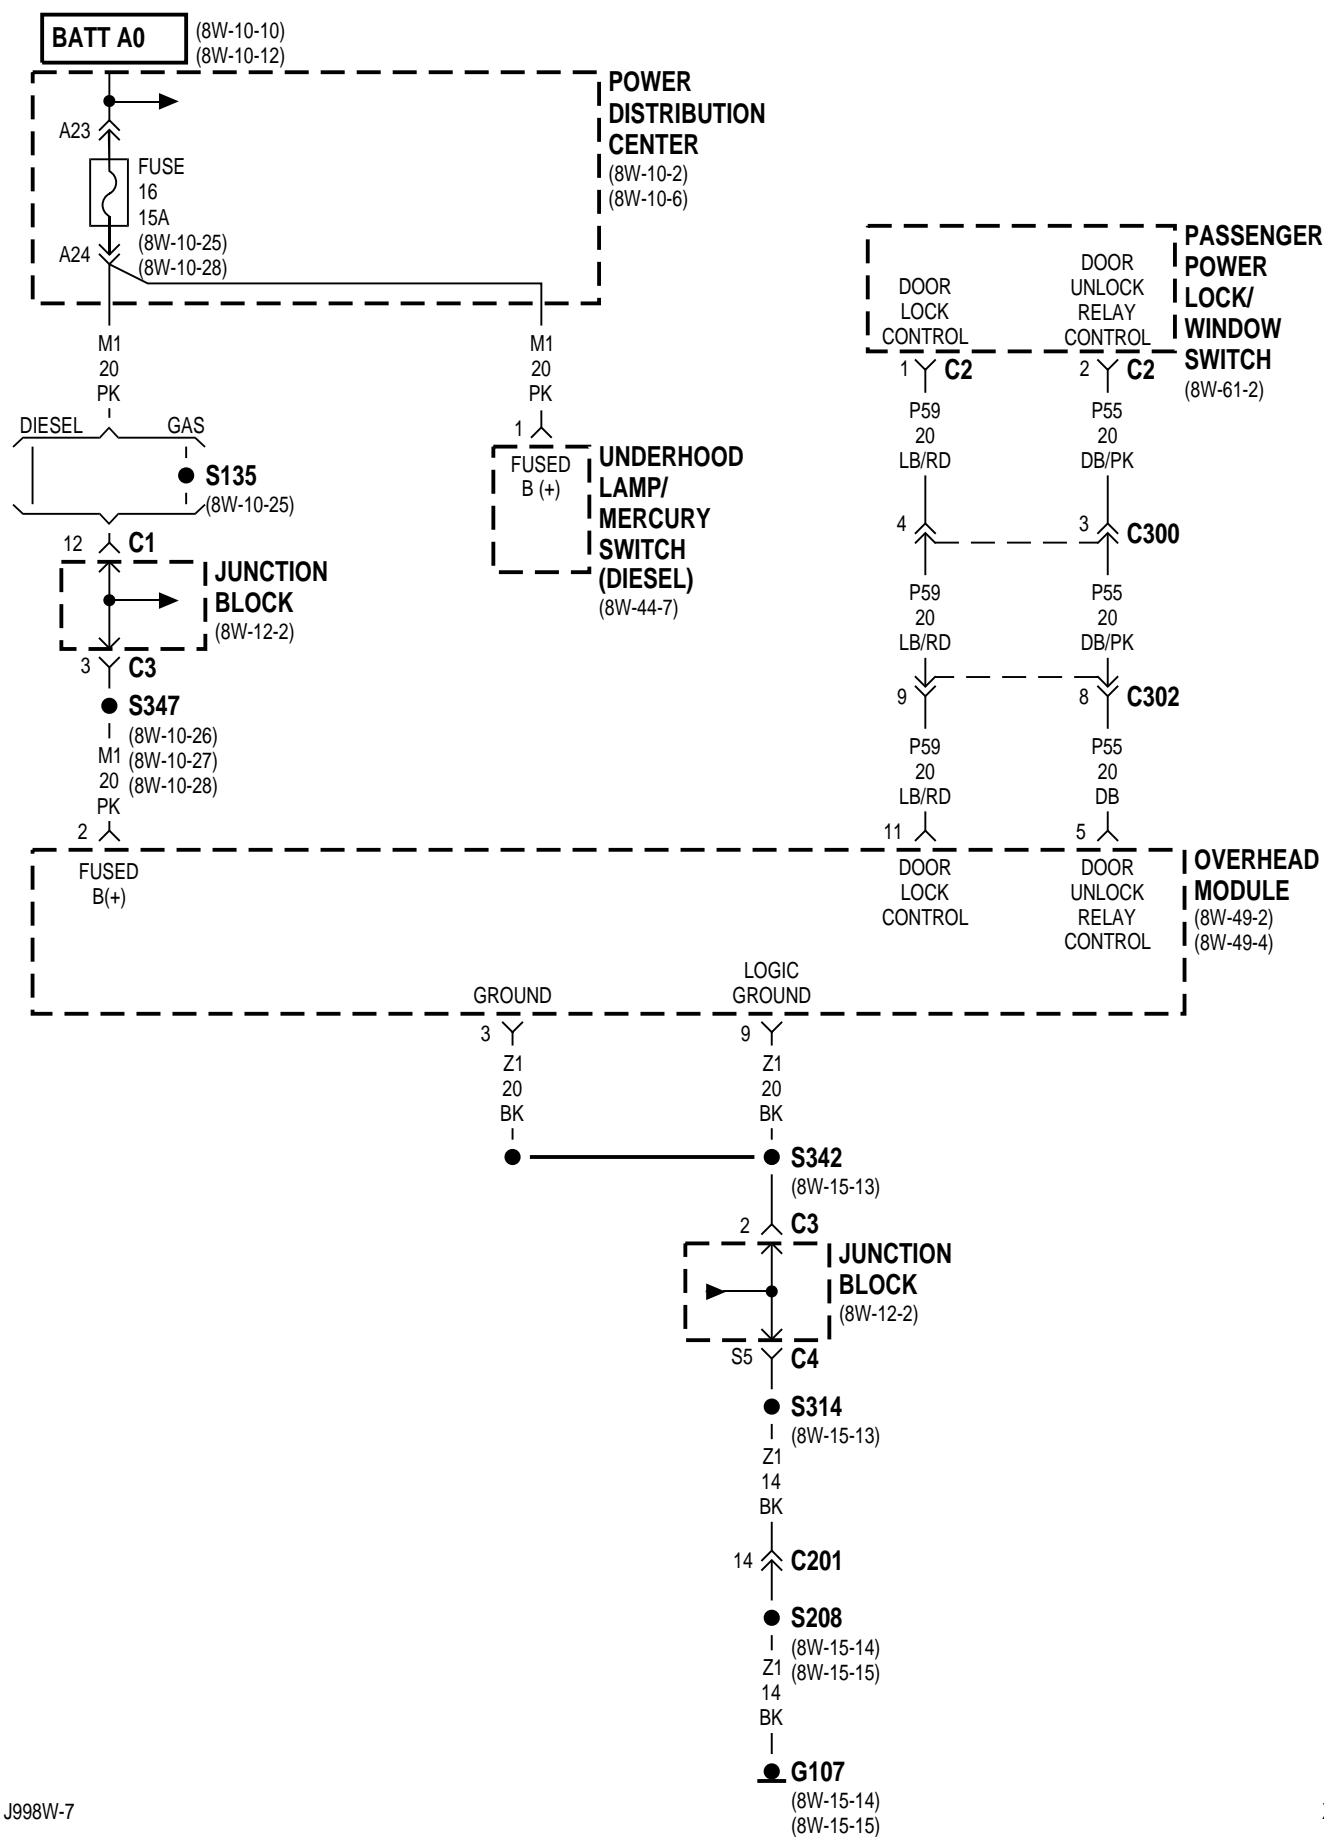 BATT A0
(8W-10-10)
(8W-10-12)
POWER
DISTRIBUTION
CENTER
(8W-10-2)
(8W-10-6)
A23
FUSE
16
15A
(8W-10-25)
(8W-10-28)
A24
M1
20
PK
M1
20
PK
DIESEL
GAS
S135
(8W-10-25)
12
C1
JUNCTION
BLOCK
(8W-12-2)
3
C3
S347
(8W-10-26)
(8W-10-27)
(8W-10-28)
M1
20
PK
2
1
FUSED
B (+)
UNDERHOOD
LAMP/
MERCURY
SWITCH
(DIESEL)
(8W-44-7)
PASSENGER
POWER
LOCK/
WINDOW
SWITCH
(8W-61-2)
DOOR
LOCK
CONTROL
DOOR
UNLOCK
RELAY
CONTROL
1
C2
2
C2
P59
20
LB/RD
P55
20
DB/PK
4
3
C300
P59
20
LB/RD
P55
20
DB/PK
9
8
C302
P59
20
LB/RD
P55
20
DB
11
5
FUSED
B(+)
DOOR
LOCK
CONTROL
DOOR
UNLOCK
RELAY
CONTROL
OVERHEAD
MODULE
(8W-49-2)
(8W-49-4)
GROUND
LOGIC
GROUND
3
9
Z1
20
BK
Z1
20
BK
S342
(8W-15-13)
2
C3
JUNCTION
BLOCK
(8W-12-2)
S5
C4
S314
(8W-15-13)
Z1
14
BK
14
C201
S208
(8W-15-14)
(8W-15-15)
Z1
14
BK
G107
(8W-15-14)
(8W-15-15)
J998W-7